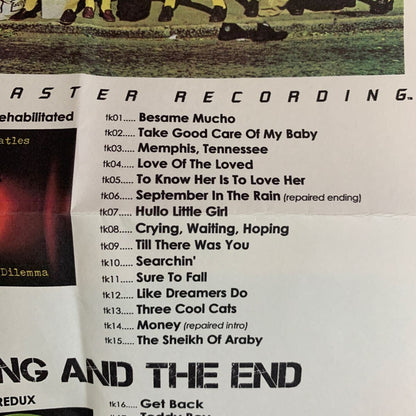 ASTER RECORDING™
ehabilitated
tk01..... Besame Mucho
tk02..... Take Good Care Of My Baby
tk03..... Memphis, Tennessee
tk04..... Love Of The Loved
tk05..... To Know Her Is To Love Her
tk06..... September In The Rain (repaired ending)
tk07..... Hullo Little Girl
tk08..... Crying, Waiting, Hoping
tk09..... Till There Was You
tk10..... Searchin'
tk11..... Sure To Fall
tk12..... Like Dreamers Do
tk13..... Three Cool Cats
tk14..... Money (repaired intro)
tk15..... The Sheikh Of Araby
atles
Dilemma
NG AND THE END
REDUX
tk16..... Get Back
Teddy Boy